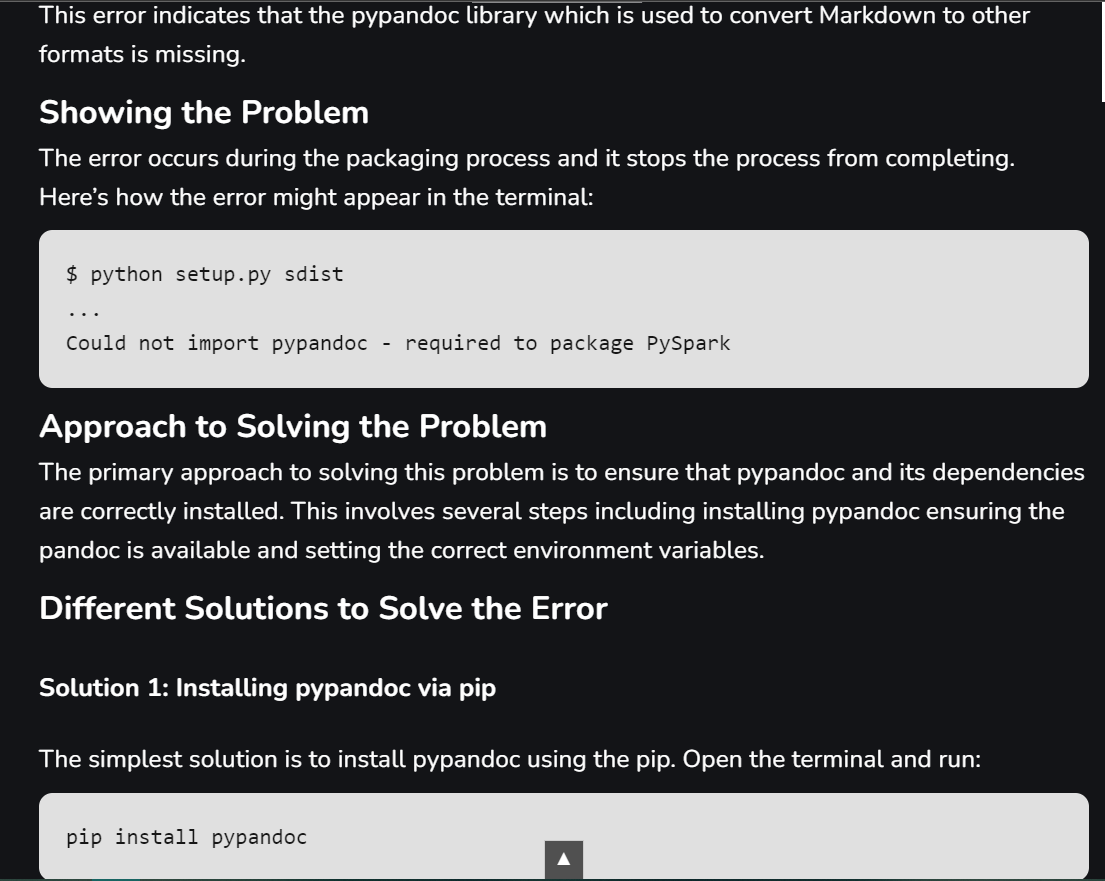 This error indicates that the pypandoc library which is used to convert Markdown to other
formats is missing.
Showing the Problem
The error occurs during the packaging process and it stops the process from completing.
Here’s how the error might appear in the terminal:
$ python setup.py sdist
...
Could not import pypandoc - required to package PySpark
Approach to Solving the Problem
The primary approach to solving this problem is to ensure that pypandoc and its dependencies
are correctly installed. This involves several steps including installing pypandoc ensuring the
pandoc is available and setting the correct environment variables.
Different Solutions to Solve the Error
Solution 1: Installing pypandoc via pip
The simplest solution is to install pypandoc using the pip. Open the terminal and run:
pip install pypandoc